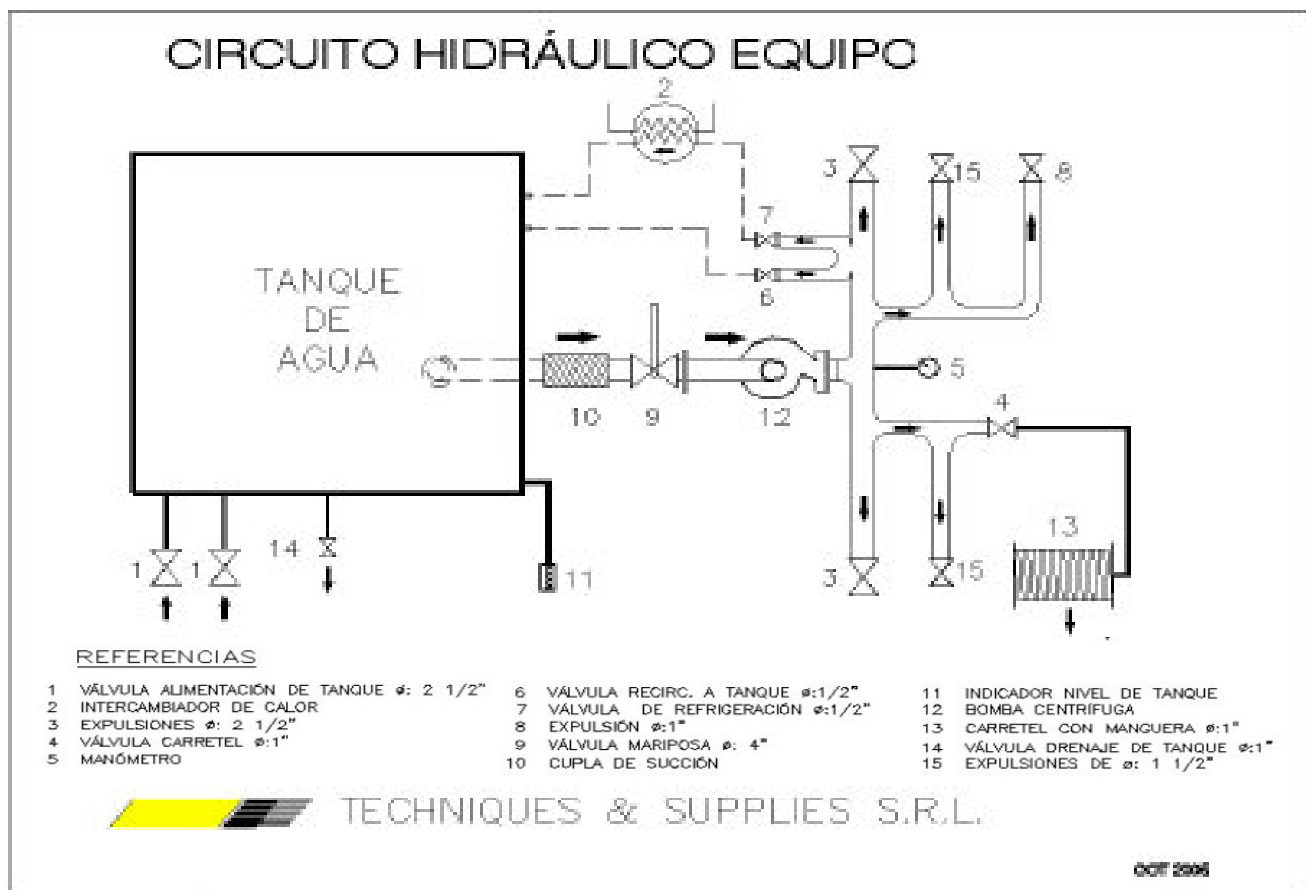 CIRCUITO HIDRÁULICO EQUIPO
2
3
15
8
7
6
TANQUE
DE
AGUA
5
10
9
12
4
14
1
1
11
3
15
13
REFERENCIAS
1 VÁLVULA ALIMENTACIÓN DE TANQUE ø: 2 1/2"
2 INTERCAMBIADOR DE CALOR
3 EXPULSIONES ø: 2 1/2"
4 VÁLVULA CARRETEL ø:1"
5 MANÓMETRO
6 VÁLVULA RECIRC. A TANQUE ø:1/2"
7 VÁLVULA DE REFRIGERACIÓN ø:1/2"
8 EXPULSIÓN ø:1"
9 VÁLVULA MARIPOSA ø: 4"
10 CUPLA DE SUCCIÓN
11 INDICADOR NIVEL DE TANQUE
12 BOMBA CENTRÍFUGA
13 CARRETEL CON MANGUERA ø:1"
14 VÁLVULA DRENAJE DE TANQUE ø:1"
15 EXPULSIONES DE ø: 1 1/2"
TECHNIQUES & SUPPLIES S.R.L.